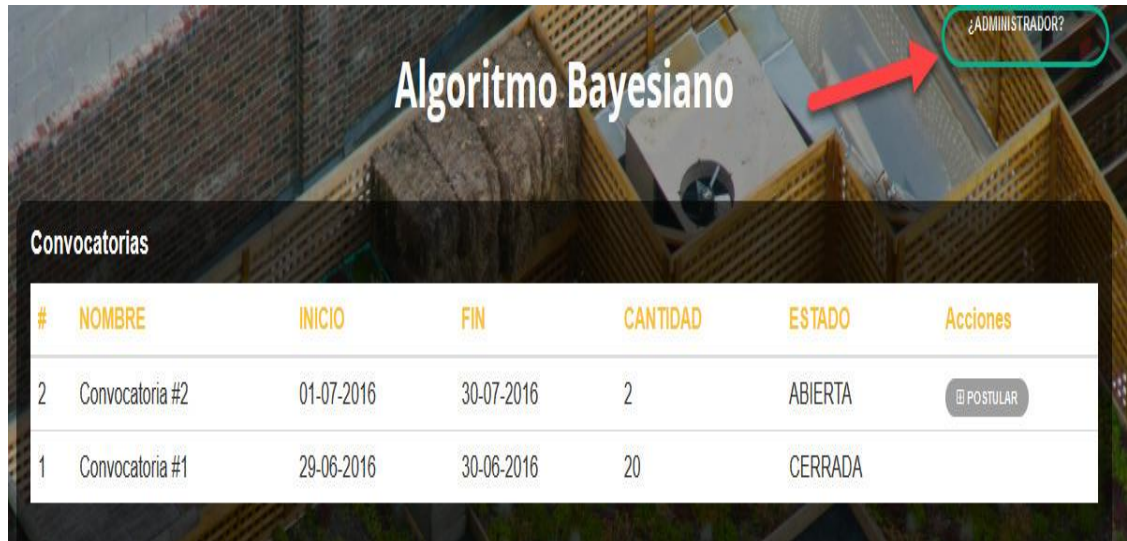 ¿ADMINISTRADOR?
Algoritmo Bayesiano
Convocatorias
# NOMBRE INICIO FIN CANTIDAD ESTADO Acciones
2 Convocatoria #2 01-07-2016 30-07-2016 2 ABIERTA POSTULAR
1 Convocatoria #1 29-06-2016 30-06-2016 20 CERRADA